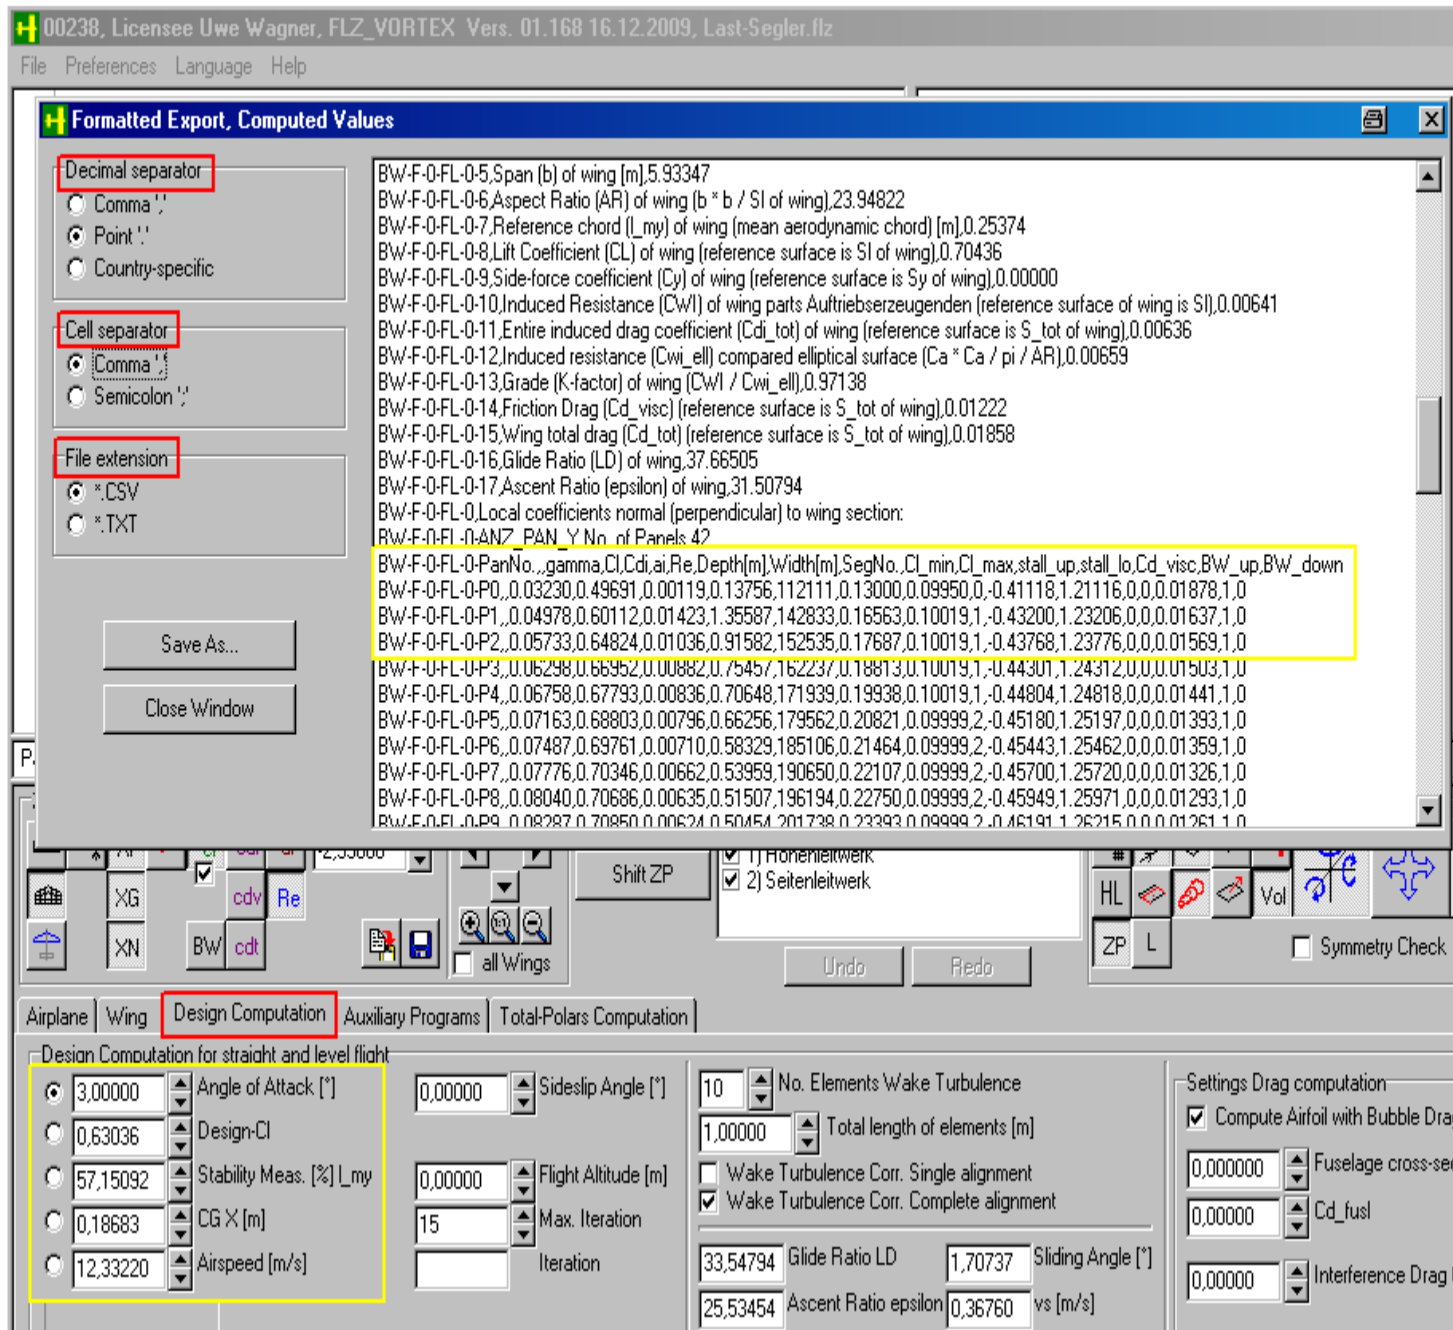 00238, Licensee Uwe Wagner, FLZ_VORTEX Vers. 01.168 16.12.2009, Last-Segler.flz
File Preferences Language Help
Formatted Export, Computed Values
Decimal separator
Comma ','
Point '.'
Country-specific
Cell separator
Comma ','
Semicolon ';'
File extension
*.CSV
*.TXT
Save As...
Close Window
BW-F-0-FL-0-5,Span (b) of wing [m],5.93347
BW-F-0-FL-0-6,Aspect Ratio (AR) of wing (b * b / Sl of wing),23.94822
BW-F-0-FL-0-7,Reference chord (l_my) of wing (mean aerodynamic chord) [m],0.25374
BW-F-0-FL-0-8,Lift Coefficient (CL) of wing (reference surface is Sl of wing),0.70436
BW-F-0-FL-0-9,Side-force coefficient (Cy) of wing (reference surface is Sy of wing),0.00000
BW-F-0-FL-0-10,Induced Resistance (CWI) of wing parts Auftriebserzeugenden (reference surface of wing is Sl),0.00641
BW-F-0-FL-0-11,Entire induced drag coefficient (Cdi_tot) of wing (reference surface is S_tot of wing),0.00636
BW-F-0-FL-0-12,Induced resistance (Cwi_ell) compared elliptical surface (Ca * Ca / pi / AR),0.00659
BW-F-0-FL-0-13,Grade (K-factor) of wing (CWI / Cwi_ell),0.97138
BW-F-0-FL-0-14,Friction Drag (Cd_visc) (reference surface is S_tot of wing),0.01222
BW-F-0-FL-0-15,Wing total drag (Cd_tot) (reference surface is S_tot of wing),0.01858
BW-F-0-FL-0-16,Glide Ratio (LD) of wing,37.66505
BW-F-0-FL-0-17,Ascent Ratio (epsilon) of wing,31.50794
BW-F-0-FL-0,Local coefficients normal (perpendicular) to wing section:
BW-F-0-FL-0-ANZ_PAN_Y No. of Panels 42
BW-F-0-FL-0-PanNo.,,gamma,Cl,Cdi,ai,Re,Depth[m],Width[m],SegNo.,Cl_min,Cl_max,stall_up,stall_lo,Cd_visc,BW_up,BW_down
BW-F-0-FL-0-P0,,0.03230,0.49691,0.00119,0.13756,112111,0.13000,0.09950,0,-0.41118,1.21116,0,0,0.01878,1,0
BW-F-0-FL-0-P1,,0.04978,0.60112,0.01423,1.35587,142833,0.16563,0.10019,1,-0.43200,1.23206,0,0,0.01637,1,0
BW-F-0-FL-0-P2,,0.05733,0.64824,0.01036,0.91582,152535,0.17687,0.10019,1,-0.43768,1.23776,0,0,0.01569,1,0
BW-F-0-FL-0-P3,,0.06298,0.66952,0.00882,0.75457,162237,0.18813,0.10019,1,-0.44301,1.24312,0,0,0.01503,1,0
BW-F-0-FL-0-P4,,0.06758,0.67793,0.00836,0.70648,171939,0.19938,0.10019,1,-0.44804,1.24818,0,0,0.01441,1,0
BW-F-0-FL-0-P5,,0.07163,0.68803,0.00796,0.66256,179562,0.20821,0.09999,2,-0.45180,1.25197,0,0,0.01393,1,0
BW-F-0-FL-0-P6,,0.07487,0.69761,0.00710,0.58329,185106,0.21464,0.09999,2,-0.45443,1.25462,0,0,0.01359,1,0
BW-F-0-FL-0-P7,,0.07776,0.70346,0.00662,0.53959,190650,0.22107,0.09999,2,-0.45700,1.25720,0,0,0.01326,1,0
BW-F-0-FL-0-P8,,0.08040,0.70686,0.00635,0.51507,196194,0.22750,0.09999,2,-0.45949,1.25971,0,0,0.01293,1,0
BW-F-0-FL-0-P9,,0.08287,0.70850,0.00624,0.50454,201738,0.23393,0.09999,2,-0.46191,1.26215,0,0,0.01261,1,0
-2,55000
Shift ZP
1) Höhenleitwerk
2) Seitenleitwerk
HL Vol
XG cdv Re
XN BW cdt
all Wings
Undo Redo
ZP L Symmetry Check
Airplane Wing Design Computation Auxiliary Programs Total-Polars Computation
Design Computation for straight and level flight
3,00000 Angle of Attack [°]
0,63036 Design-Cl
57,15092 Stability Meas. [%] l_my
0,18683 CG X [m]
12,33220 Airspeed [m/s]
0,00000 Sideslip Angle [°]
0,00000 Flight Altitude [m]
15 Max. Iteration
Iteration
10 No. Elements Wake Turbulence
1,00000 Total length of elements [m]
Wake Turbulence Corr. Single alignment
Wake Turbulence Corr. Complete alignment
33,54794 Glide Ratio LD 1,70737 Sliding Angle [°]
25,53454 Ascent Ratio epsilon 0,36760 vs [m/s]
Settings Drag computation
Compute Airfoil with Bubble Dra
0,000000 Fuselage cross-se
0,00000 Cd_fusl
0,00000 Interference Drag